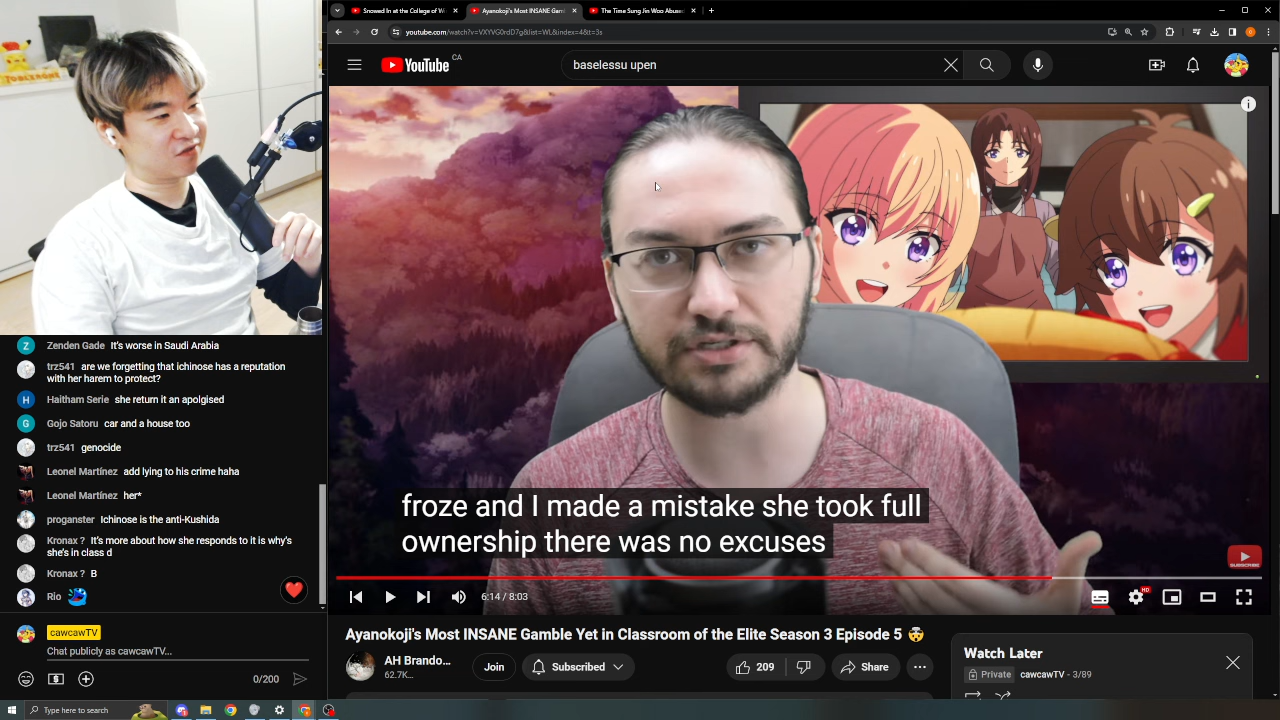 TOBLERONE
Zenden Gade It's worse in Saudi Arabia
trz541 are we forgetting that ichinose has a reputation
with her harem to protect?
Haitham Serie she return it an apolgised
Gojo Satoru car and a house too
trz541 genocide
Leonel Martínez add lying to his crime haha
Leonel Martínez her*
proganster Ichinose is the anti-Kushida
Kronax ? It's more about how she responds to it is why's
she's in class d
Kronax ? B
Rio
cawcawTV
Chat publicly as cawcawTV...
0/200
Snowed In at the College of W
Ayanokoji's Most INSANE Gam
The Time Sung Jin Woo Abuse
youtube.com/watch?v=VXYVG0rdD7g&list=WL&index=4&t=3s
YouTube CA
baselessu upen
froze and I made a mistake she took full
ownership there was no excuses
SUBSCRIBE
6:14 / 8:03
HD
Ayanokoji's Most INSANE Gamble Yet in Classroom of the Elite Season 3 Episode 5
AH Brando...
62.7K...
Join
Subscribed
209
Share
Watch Later
Private cawcawTV - 3/89
Type here to search